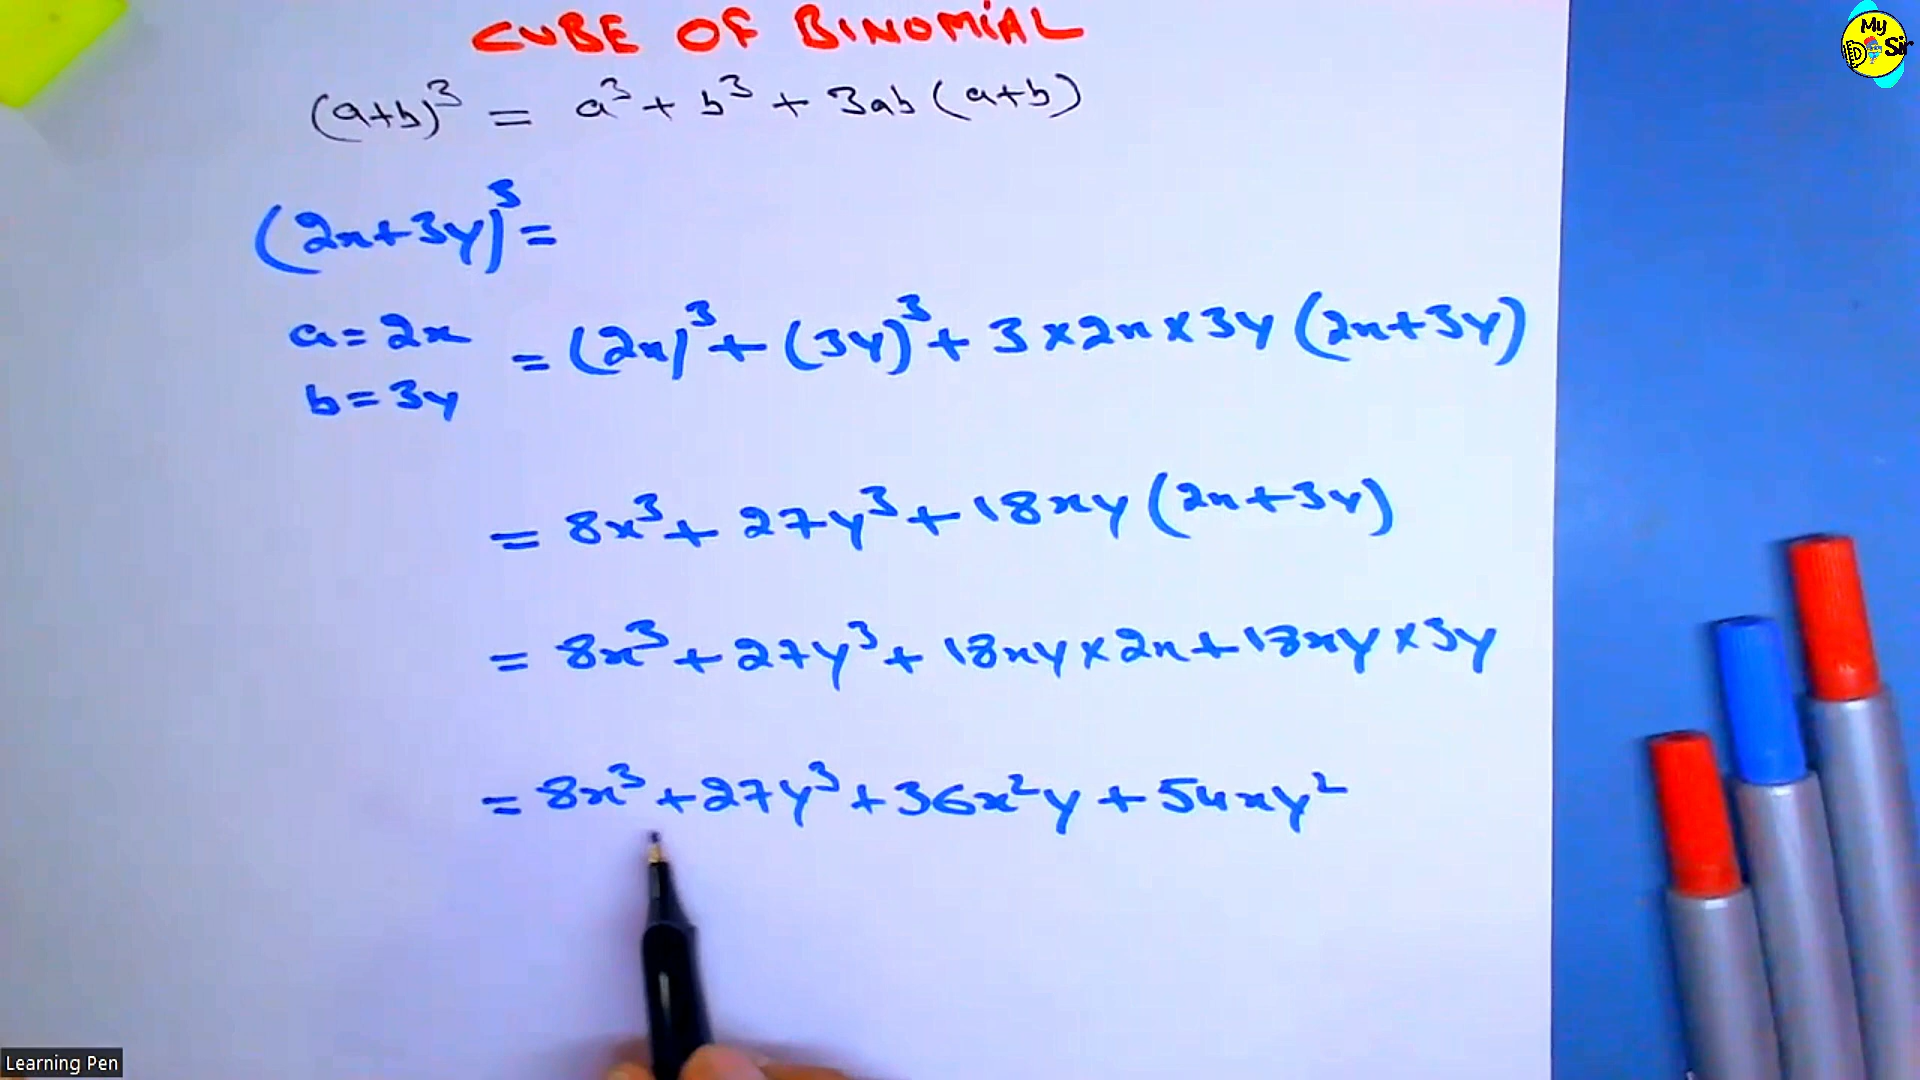 CUBE OF BINOMIAL
(a+b)³ = a³ + b³ + 3ab (a+b)
(2x+3y)³ =
a = 2x
b = 3y
= (2x)³ + (3y)³ + 3 × 2x × 3y (2x+3y)
= 8x³ + 27y³ + 18xy (2x+3y)
= 8x³ + 27y³ + 18xy × 2x + 18xy × 3y
= 8x³ + 27y³ + 36x²y + 54xy²
My
Sir
Learning Pen